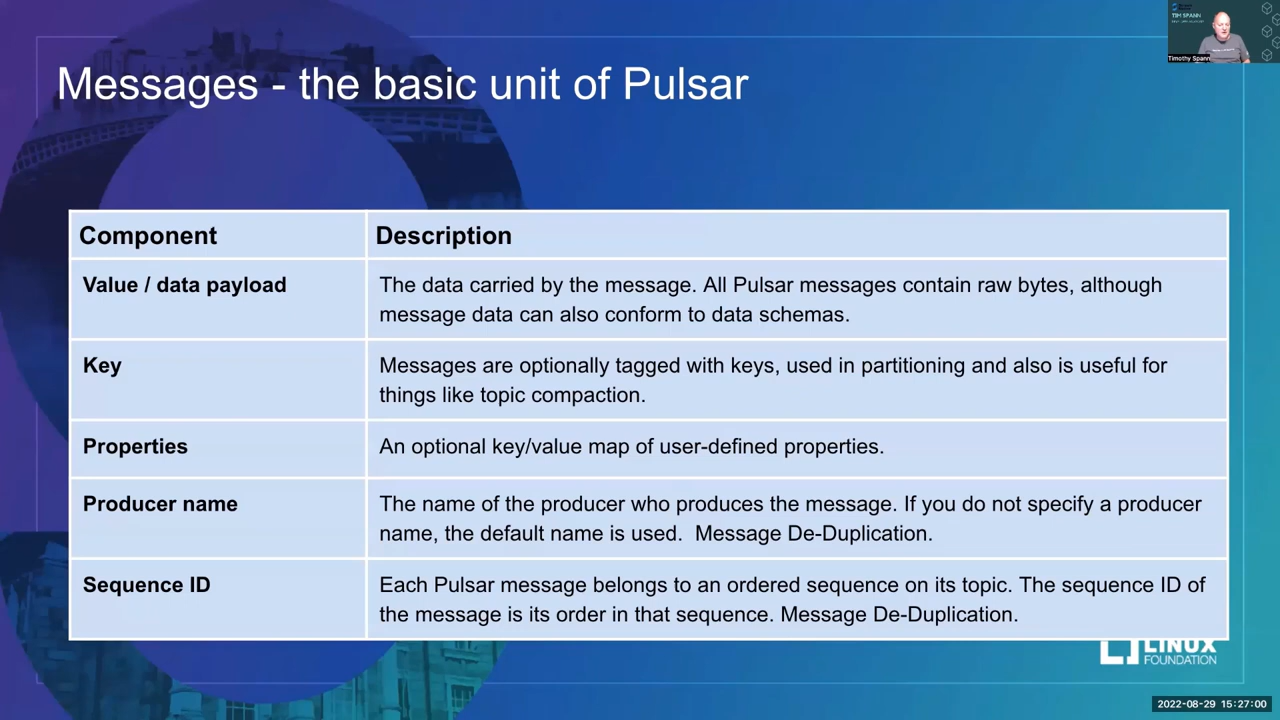 TIM SPANN
Timothy Spann
Messages - the basic unit of Pulsar
Component
Description
Value / data payload
The data carried by the message. All Pulsar messages contain raw bytes, although
message data can also conform to data schemas.
Key
Messages are optionally tagged with keys, used in partitioning and also is useful for
things like topic compaction.
Properties
An optional key/value map of user-defined properties.
Producer name
The name of the producer who produces the message. If you do not specify a producer
name, the default name is used.  Message De-Duplication.
Sequence ID
Each Pulsar message belongs to an ordered sequence on its topic. The sequence ID of
the message is its order in that sequence. Message De-Duplication.
LINUX
FOUNDATION
2022-08-29 15:27:00